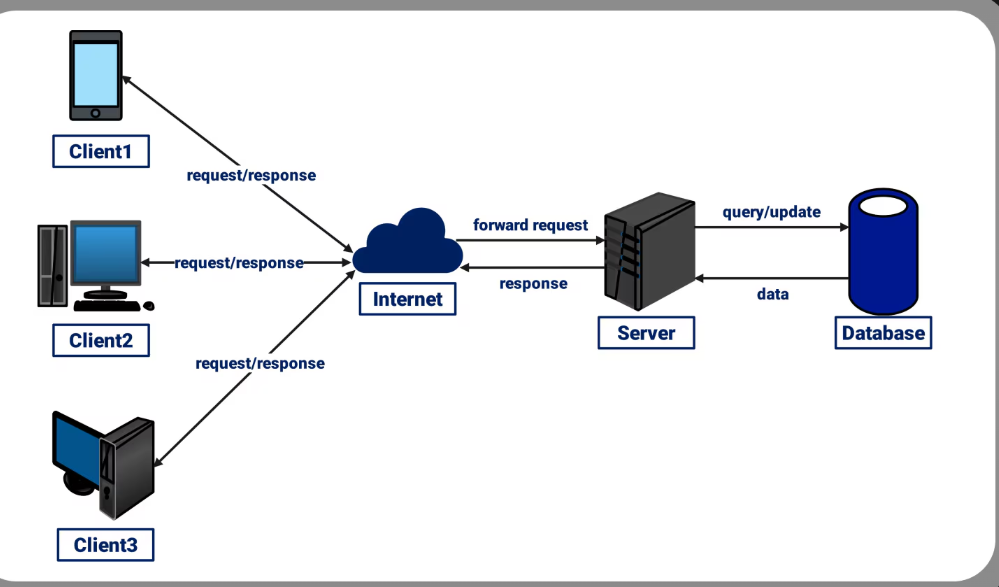 Client1
request/response
Client2
request/response
Client3
request/response
Internet
forward request
response
Server
query/update
data
Database